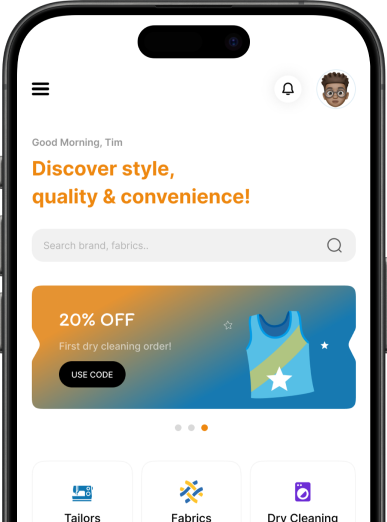 Good Morning, Tim
Discover style,
quality & convenience!
Search brand, fabrics..
20% OFF
First dry cleaning order!
USE CODE
Tailors
Fabrics
Dry Cleaning